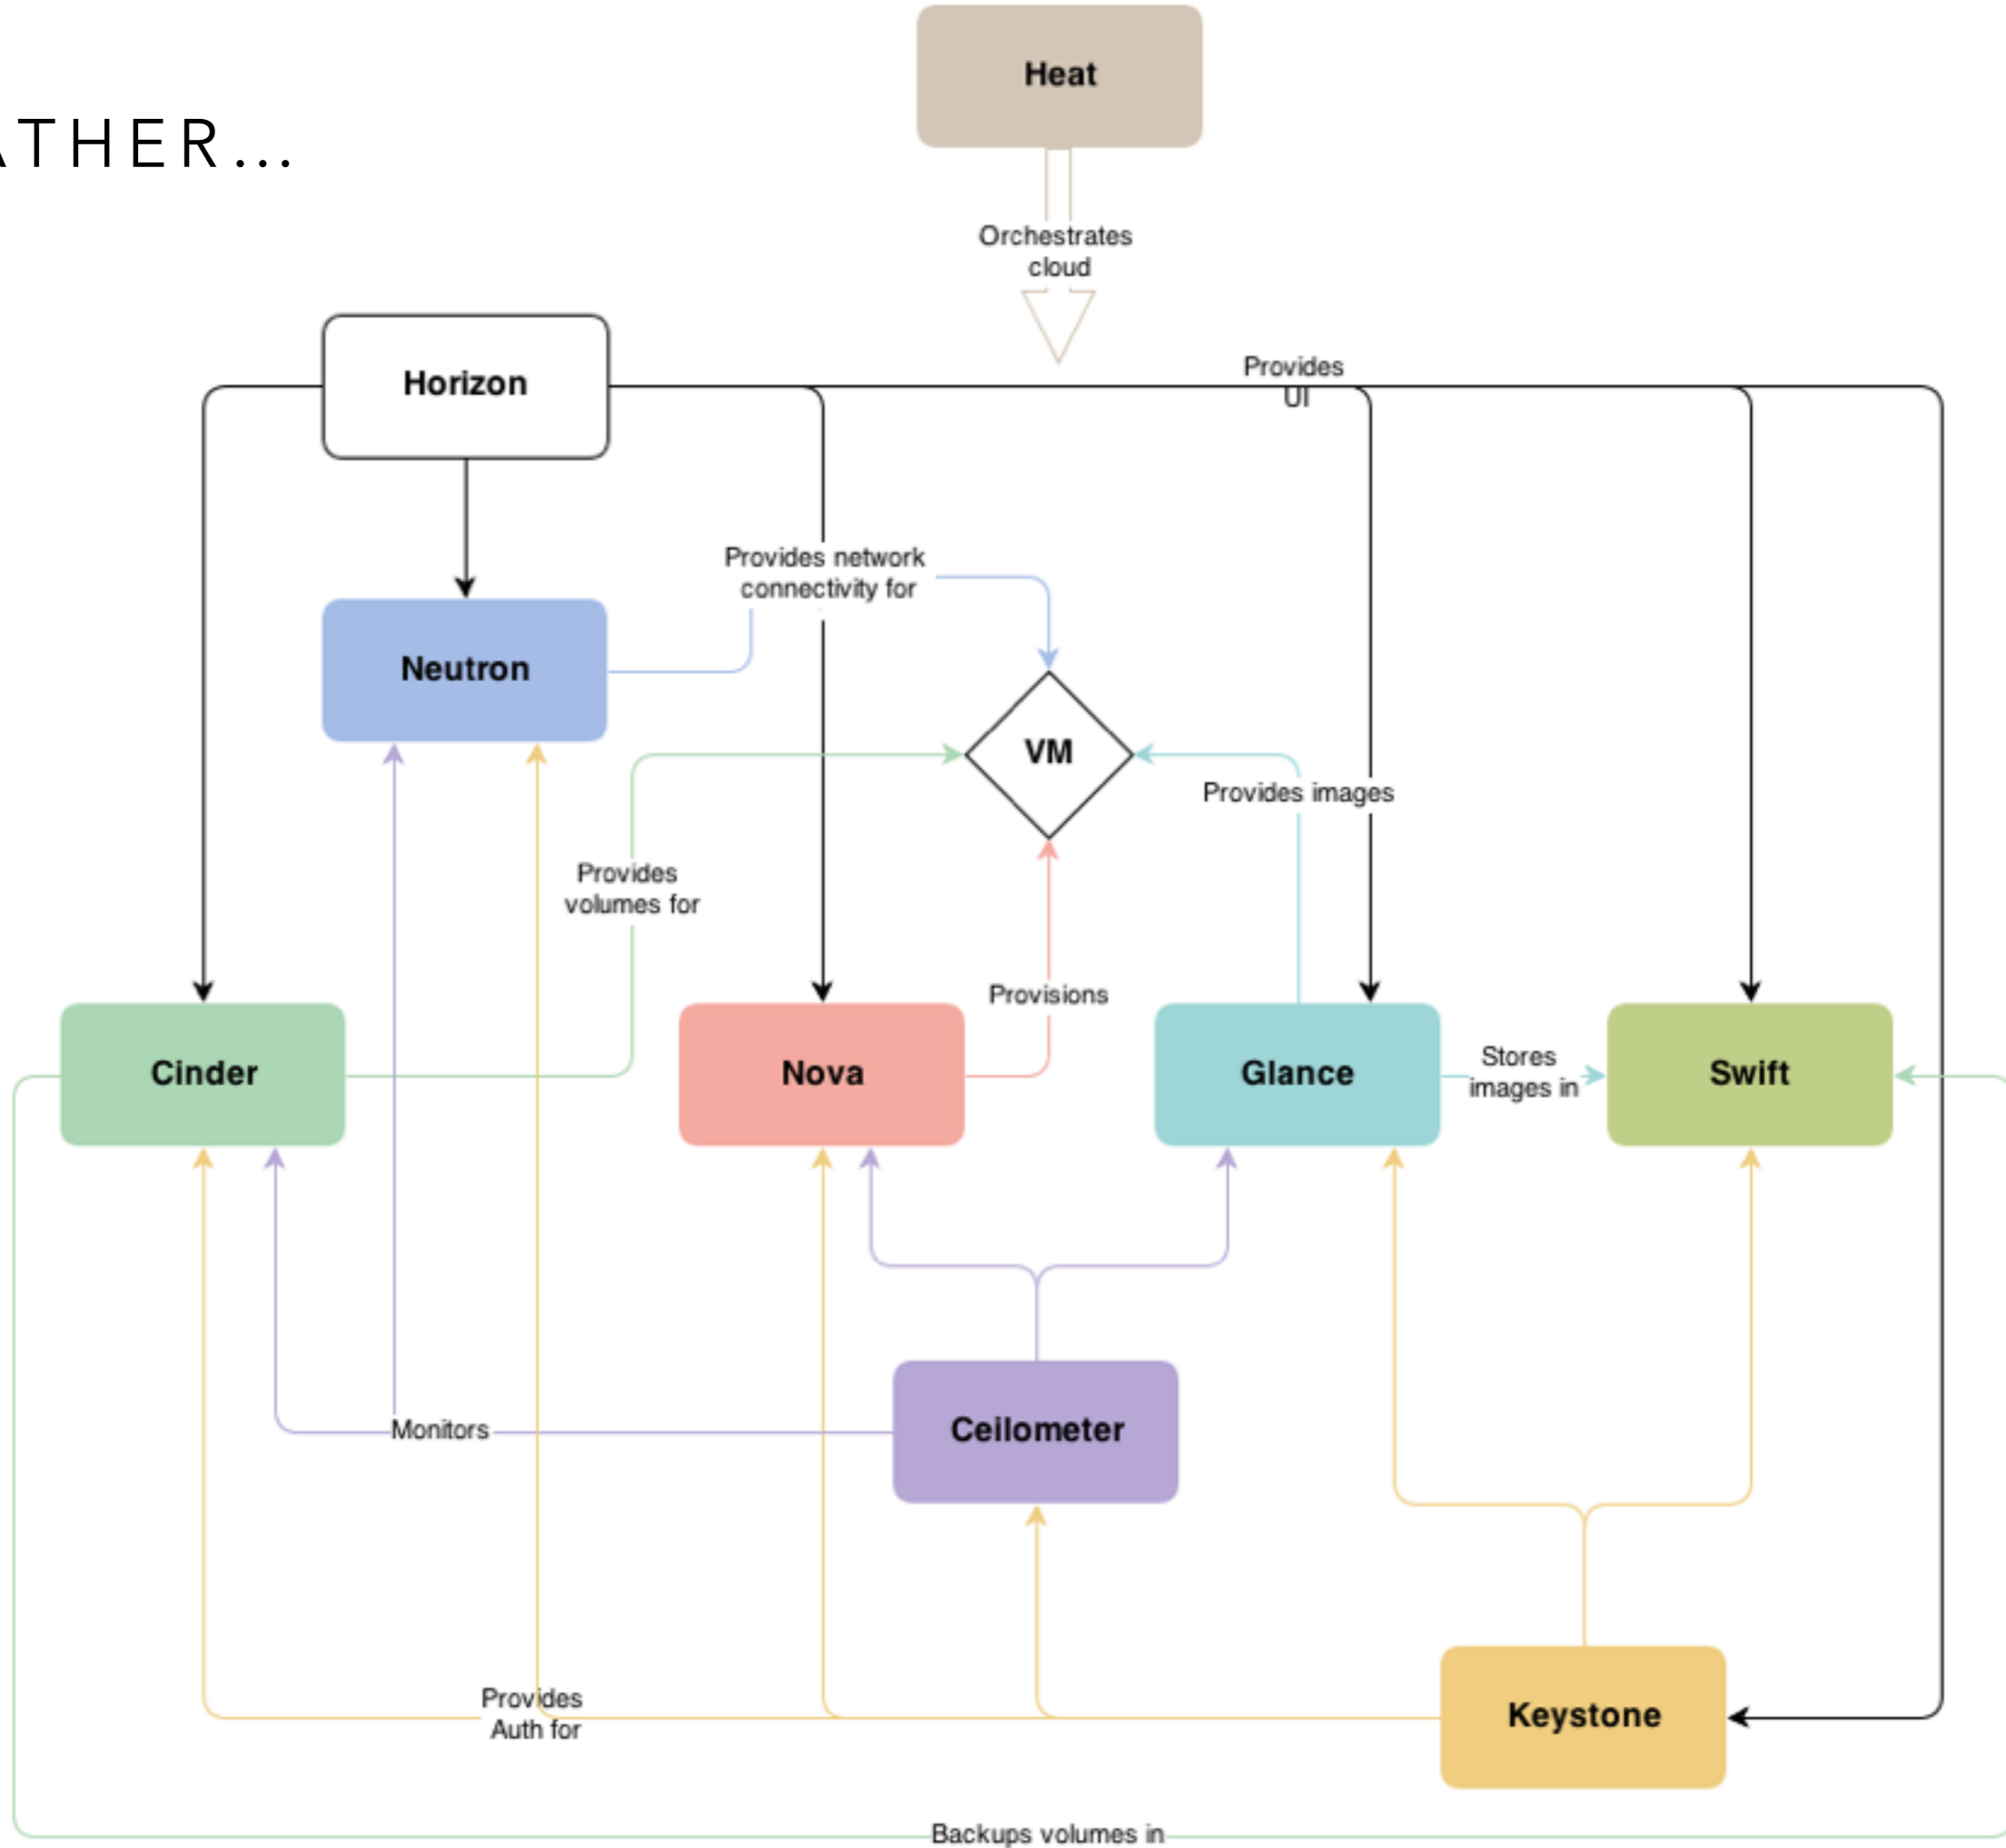 ATHER...
Heat
Orchestrates
cloud
Horizon
Provides
UI
Provides network
connectivity for
Neutron
VM
Provides images
Provides
volumes for
Provisions
Cinder
Nova
Glance
Stores
images in
Swift
Monitors
Ceilometer
Provides
Auth for
Keystone
Backups volumes in